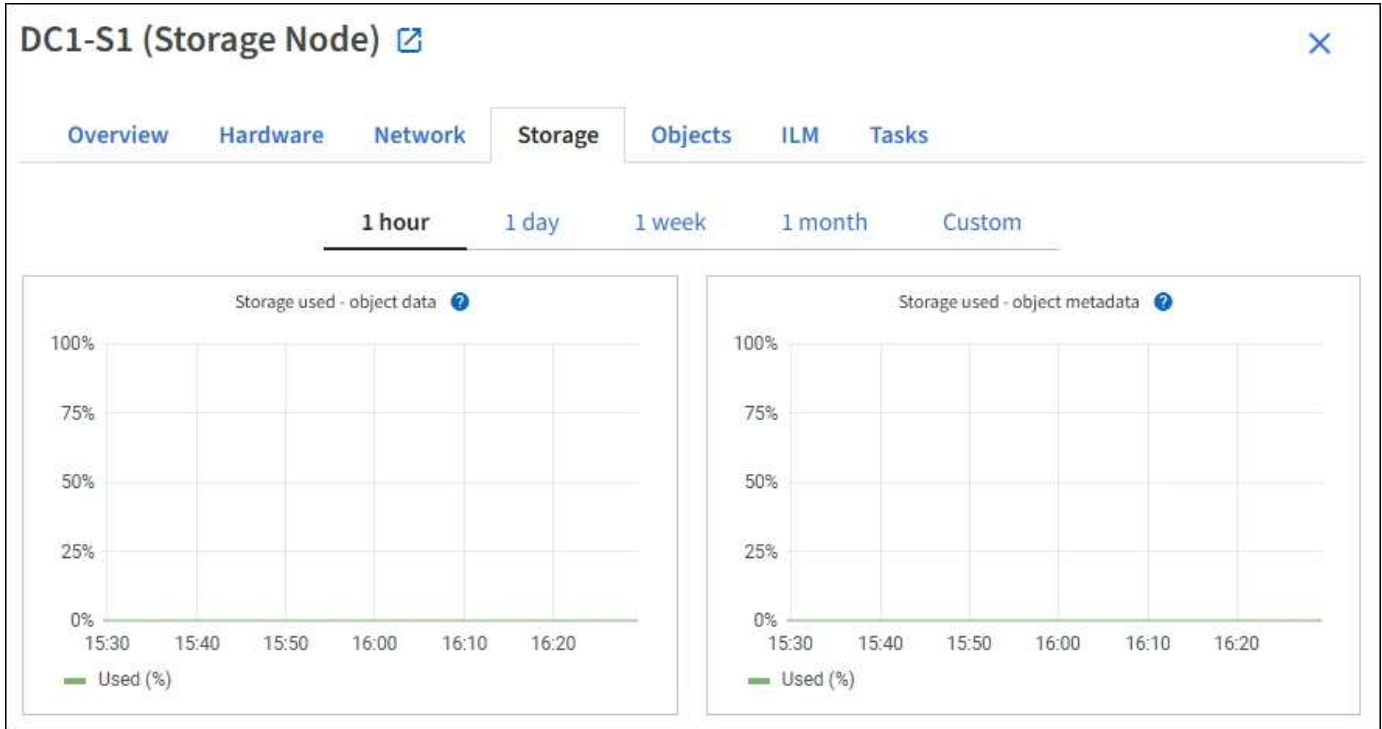 DC1-S1 (Storage Node)
Overview Hardware Network Storage Objects ILM Tasks
1 hour 1 day 1 week 1 month Custom
Storage used - object data ?
100%
75%
50%
25%
0%
15:30 15:40 15:50 16:00 16:10 16:20
Used (%)
Storage used - object metadata ?
100%
75%
50%
25%
0%
15:30 15:40 15:50 16:00 16:10 16:20
Used (%)